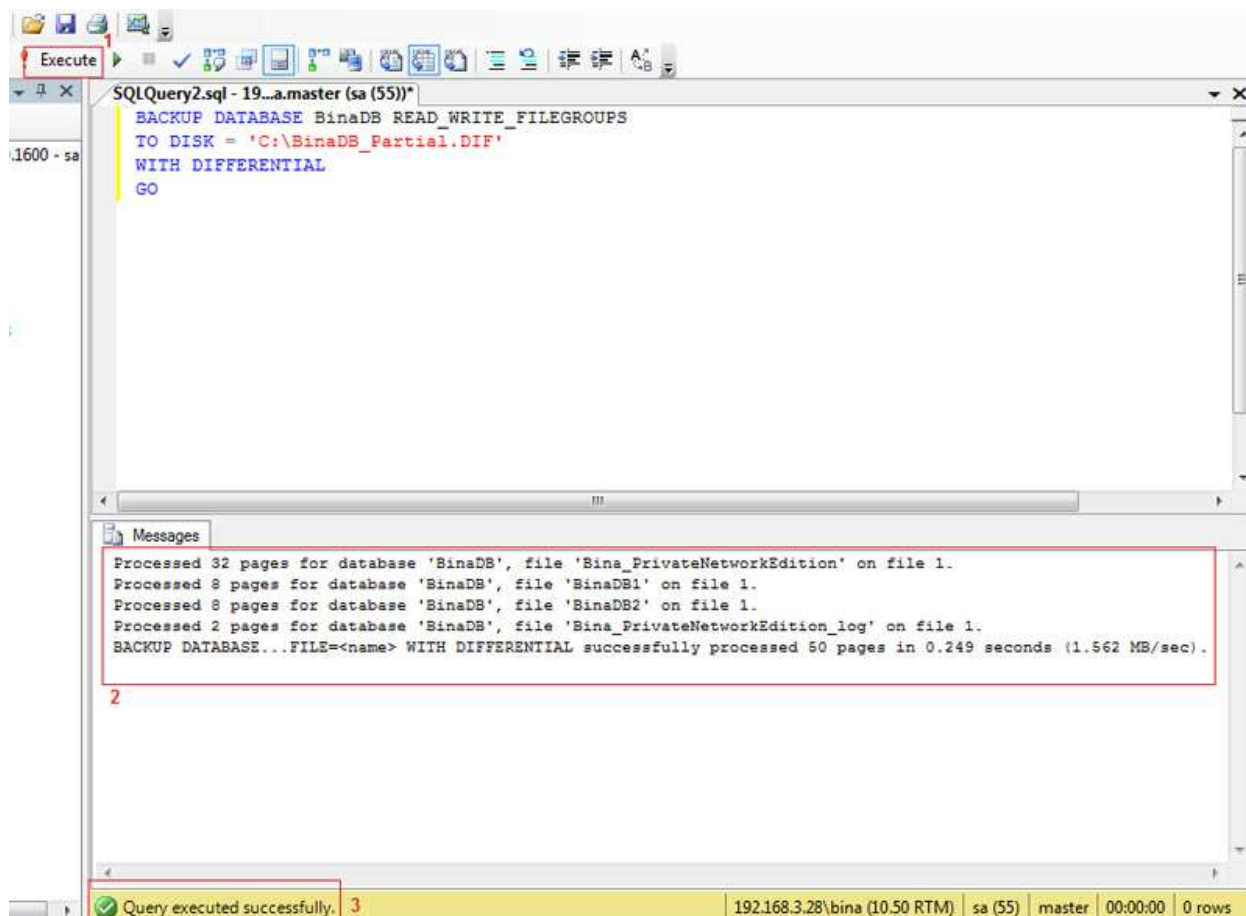 1
Execute
SQLQuery2.sql - 19...a.master (sa (55))*
.1600 - sa
BACKUP DATABASE BinaDB READ_WRITE_FILEGROUPS
TO DISK = 'C:\BinaDB_Partial.DIF'
WITH DIFFERENTIAL
GO
Messages
Processed 32 pages for database 'BinaDB', file 'Bina_PrivateNetworkEdition' on file 1.
Processed 8 pages for database 'BinaDB', file 'BinaDB1' on file 1.
Processed 8 pages for database 'BinaDB', file 'BinaDB2' on file 1.
Processed 2 pages for database 'BinaDB', file 'Bina_PrivateNetworkEdition_log' on file 1.
BACKUP DATABASE...FILE=<name> WITH DIFFERENTIAL successfully processed 50 pages in 0.249 seconds (1.562 MB/sec).
2
Query executed successfully. 3 192.168.3.28\bina (10.50 RTM) sa (55) master 00:00:00 0 rows